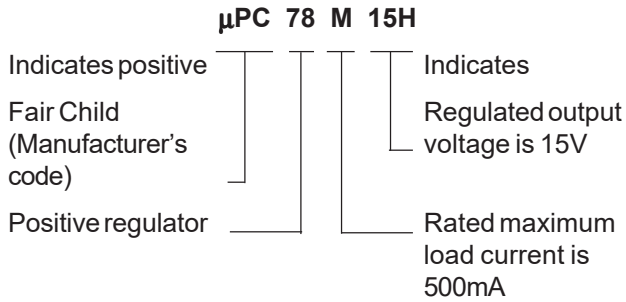 µPC 78 M 15H
Indicates positive
Fair Child
(Manufacturer's
code)
Positive regulator
Indicates
Regulated output
voltage is 15V
Rated maximum
load current is
500mA